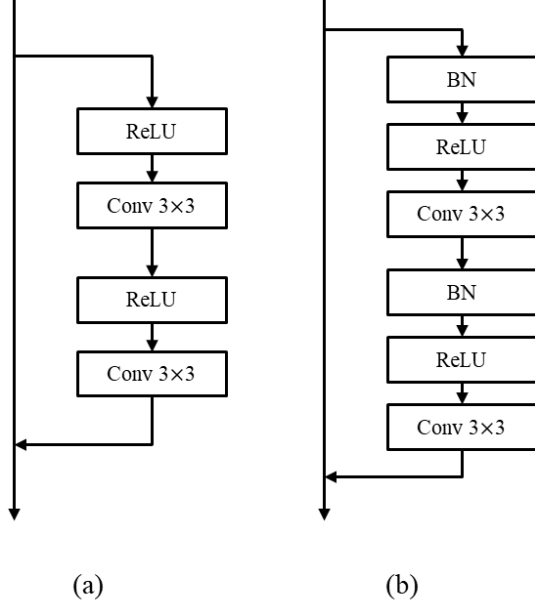 ReLU
Conv 3×3
ReLU
Conv 3×3
(a)
BN
ReLU
Conv 3×3
BN
ReLU
Conv 3×3
(b)